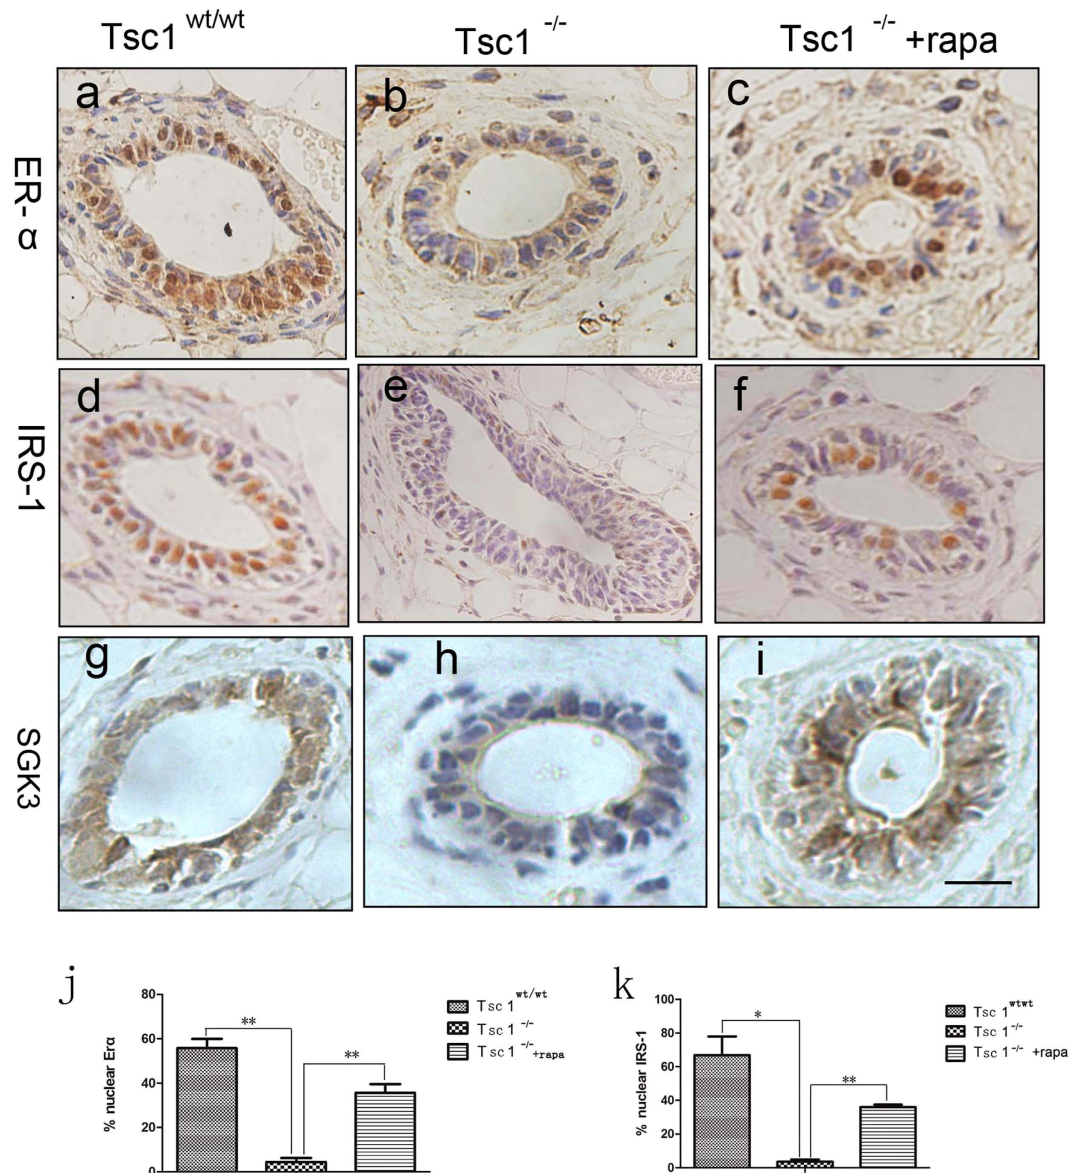 Tsc1 wt/wt Tsc1 -/- Tsc1 -/- +rapa
a b c
ER-α
d e f
IRS-1
g h i
SGK3
j
% nuclear Erα
80
60
40
20
0
** **
Tsc 1 wt/wt
Tsc 1 -/-
Tsc 1 -/- +rapa
k
% nuclear IRS-1
100
80
60
40
20
0
* **
Tsc 1 wtwt
Tsc 1 -/-
Tsc 1 -/- +rapa